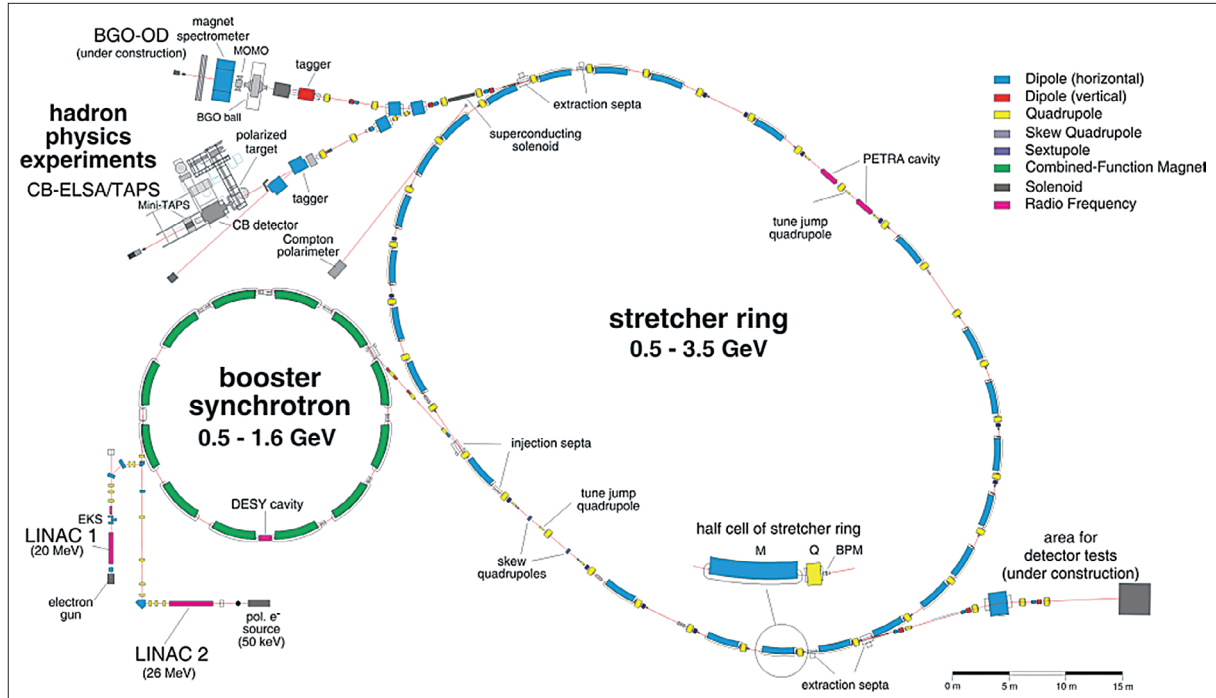 BGO-OD
(under construction)
magnet
spectrometer
MOMO
tagger
BGO ball
hadron
physics
experiments
CB-ELSA/TAPS
polarized
target
Mini-TAPS
tagger
CB detector
Compton
polarimeter
extraction septa
superconducting
solenoid
PETRA cavity
tune jump
quadrupole
Dipole (horizontal)
Dipole (vertical)
Quadrupole
Skew Quadrupole
Sextupole
Combined-Function Magnet
Solenoid
Radio Frequency
stretcher ring
0.5 - 3.5 GeV
booster
synchrotron
0.5 - 1.6 GeV
DESY cavity
injection septa
tune jump
quadrupole
skew
quadrupoles
EKS
LINAC 1
(20 MeV)
electron
gun
LINAC 2
(26 MeV)
pol. e-
source
(50 keV)
half cell of stretcher ring
M
Q
BPM
area for
detector tests
(under construction)
extraction septa
0 m
5 m
10 m
15 m